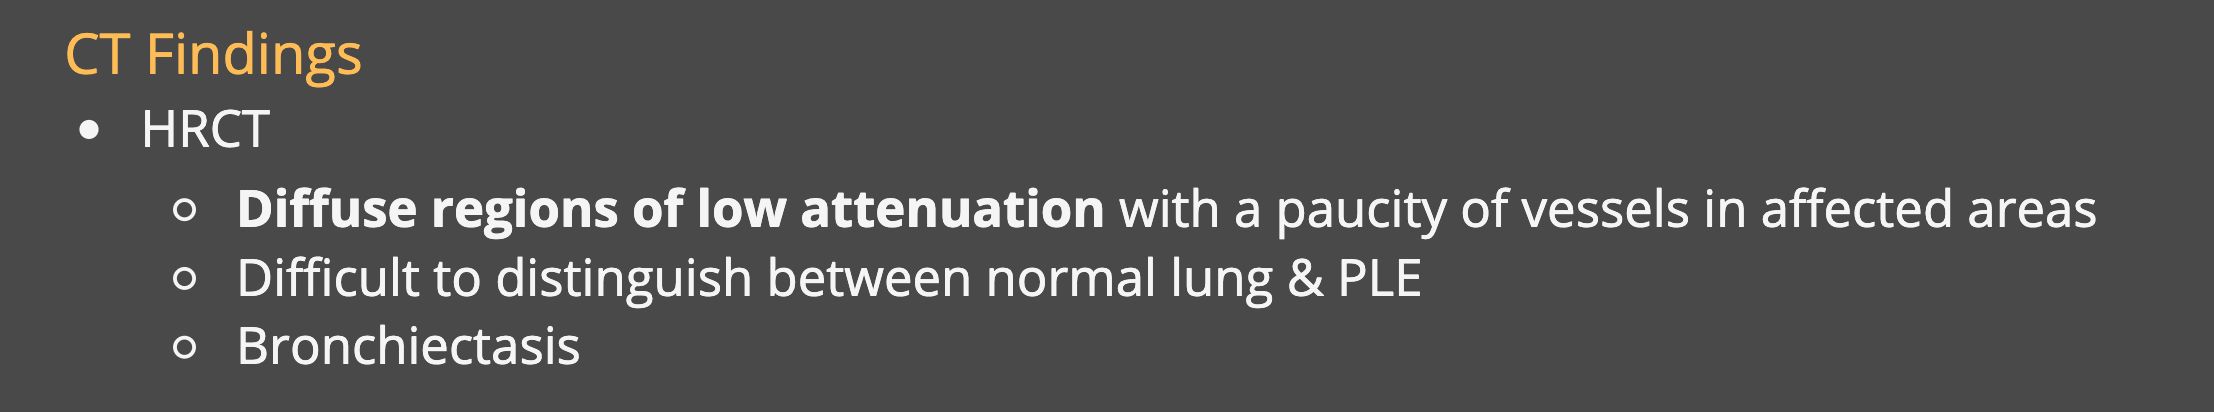 CT Findings
• HRCT
○ Diffuse regions of low attenuation with a paucity of vessels in affected areas
○ Difficult to distinguish between normal lung & PLE
○ Bronchiectasis